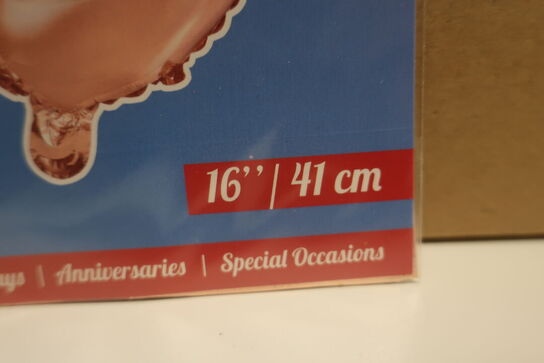 16’’ | 41 cm
| Anniversaries | Special Occasions